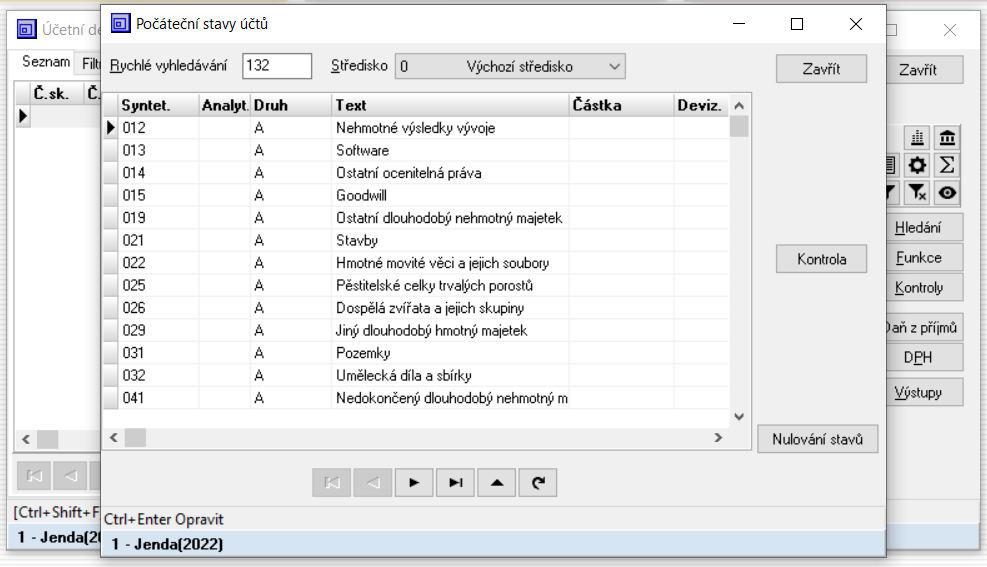 Účetní de
Počáteční stavy účtů
Seznam
Filt
Rychlé vyhledávání 132 Středisko 0 Výchozí středisko
Zavřít
Zavřít
Č.sk. Č.
Syntet. Analyt. Druh Text Částka Deviz.
012 A Nehmotné výsledky vývoje
013 A Software
014 A Ostatní ocenitelná práva
015 A Goodwill
019 A Ostatní dlouhodobý nehmotný majetek
021 A Stavby
022 A Hmotné movité věci a jejich soubory
025 A Pěstitelské celky trvalých porostů
026 A Dospělá zvířata a jejich skupiny
029 A Jiný dlouhodobý hmotný majetek
031 A Pozemky
032 A Umělecká díla a sbírky
041 A Nedokončený dlouhodobý nehmotný m
Kontrola
Nulování stavů
Hledání
Funkce
Kontroly
Daň z příjmů
DPH
Výstupy
[Ctrl+Shift+F
Ctrl+Enter Opravit
1 - Jenda(20
1 - Jenda(2022)